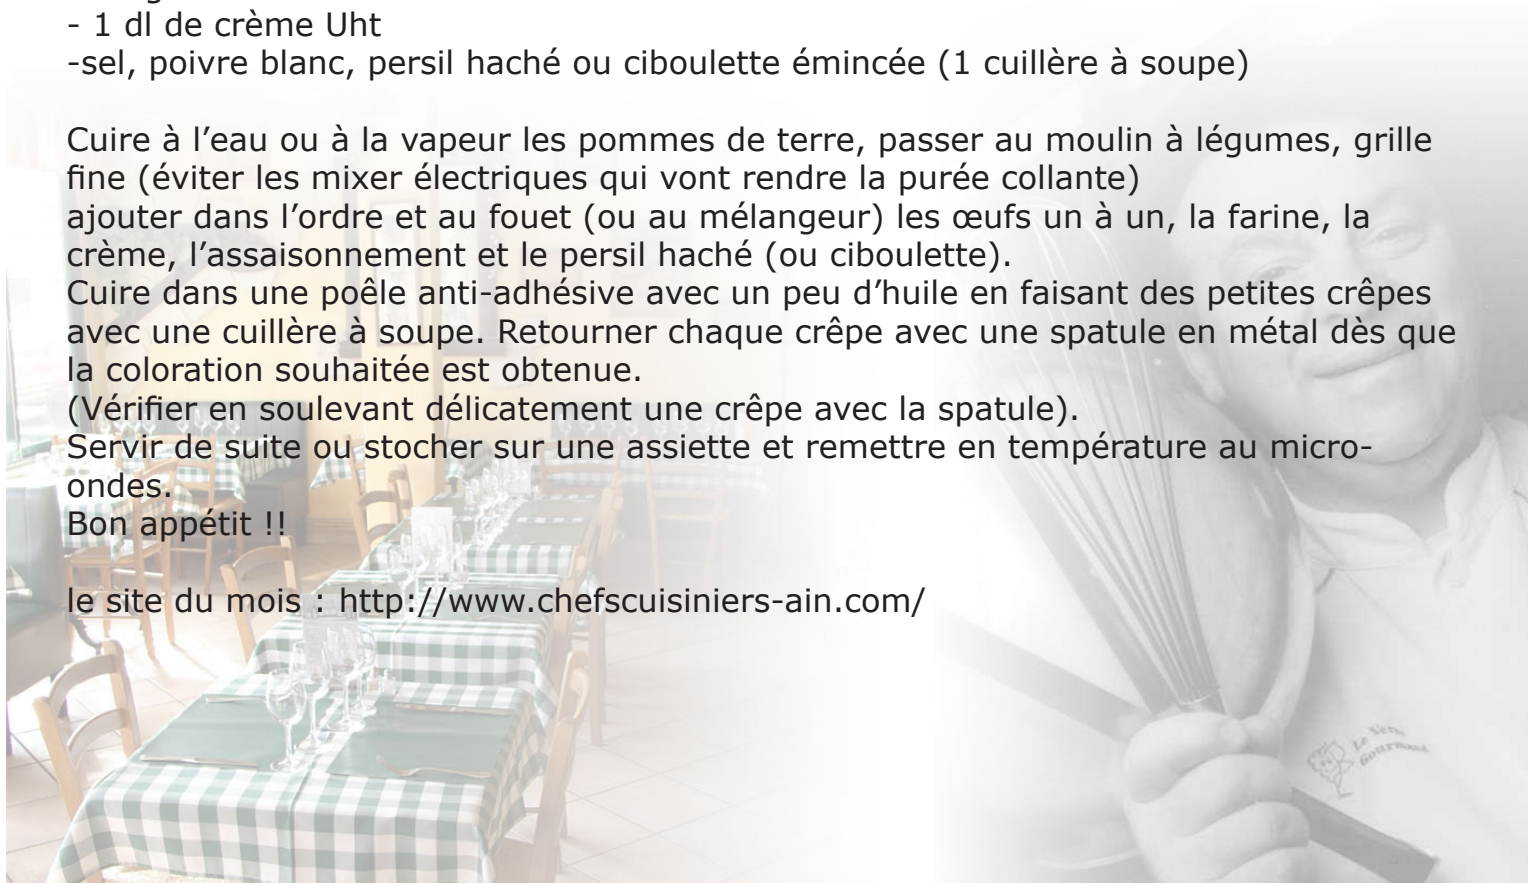 - 1 dl de crème Uht
-sel, poivre blanc, persil haché ou ciboulette émincée (1 cuillère à soupe)
Cuire à l’eau ou à la vapeur les pommes de terre, passer au moulin à légumes, grille
fine (éviter les mixer électriques qui vont rendre la purée collante)
ajouter dans l’ordre et au fouet (ou au mélangeur) les œufs un à un, la farine, la
crème, l’assaisonnement et le persil haché (ou ciboulette).
Cuire dans une poêle anti-adhésive avec un peu d’huile en faisant des petites crêpes
avec une cuillère à soupe. Retourner chaque crêpe avec une spatule en métal dès que
la coloration souhaitée est obtenue.
(Vérifier en soulevant délicatement une crêpe avec la spatule).
Servir de suite ou stocher sur une assiette et remettre en température au micro-
ondes.
Bon appétit !!
le site du mois : http://www.chefscuisiniers-ain.com/
Le
Gourmand